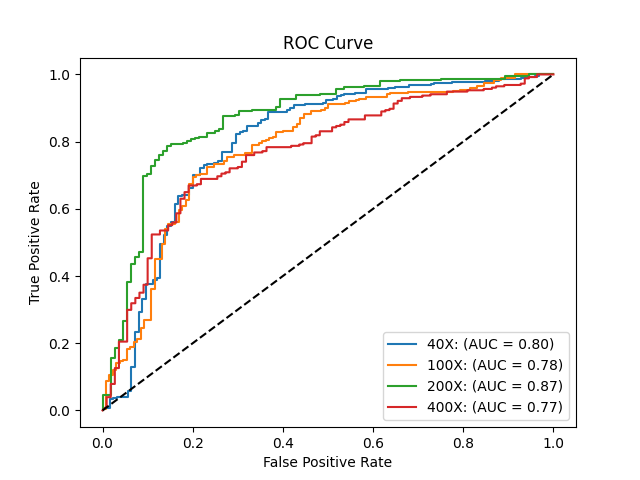 ROC Curve
1.0
0.8
0.6
0.4
0.2
0.0
True Positive Rate
0.0 0.2 0.4 0.6 0.8 1.0
False Positive Rate
40X: (AUC = 0.80)
100X: (AUC = 0.78)
200X: (AUC = 0.87)
400X: (AUC = 0.77)